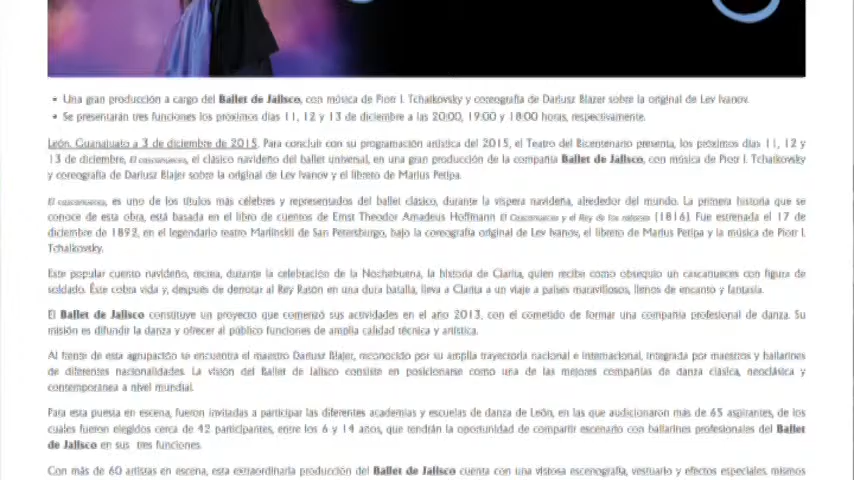 • Una gran producción a cargo del Ballet de Jalisco, con música de Piotr I. Tchaikovsky y coreografía de Dariusz Blazer sobre la original de Lev Ivanov.
• Se presentarán tres funciones los próximos días 11, 12 y 13 de diciembre a las 20:00, 19:00 y 18:00 horas, respectivamente.
León, Guanajuato a 3 de diciembre de 2015. Para concluir con su programación artística del 2015, el Teatro del Bicentenario presenta, los próximos días 11, 12 y
13 de diciembre, El cascanueces, el clásico navideño del ballet universal, en una gran producción de la compañía Ballet de Jalisco, con música de Piotr I. Tchaikovsky
y coreografía de Dariusz Blajer sobre la original de Lev Ivanov y el libreto de Marius Petipa.
El cascanueces, es uno de los títulos más célebres y representados del ballet clásico, durante la víspera navideña, alrededor del mundo. La primera historia que se
conoce de esta obra, está basada en el libro de cuentos de Ernst Theodor Amadeus Hoffmann El Cascanueces y el Rey de los ratones (1816). Fue estrenada el 17 de
diciembre de 1892, en el legendario teatro Mariinskii de San Petersburgo, bajo la coreografía original de Lev Ivanov, el libreto de Marius Petipa y la música de Piotr I.
Tchaikovsky.
Este popular cuento navideño, recrea, durante la celebración de la Nochebuena, la historia de Clarita, quien recibe como obsequio un cascanueces con figura de
soldado. Éste cobra vida y, después de derrotar al Rey Ratón en una dura batalla, lleva a Clarita a un viaje a países maravillosos, llenos de encanto y fantasía.
El Ballet de Jalisco constituye un proyecto que comenzó sus actividades en el año 2013, con el cometido de formar una compañía profesional de danza. Su
misión es difundir la danza y ofrecer al público funciones de amplia calidad técnica y artística.
Al frente de esta agrupación se encuentra el maestro Dariusz Blajer, reconocido por su amplia trayectoria nacional e internacional, integrada por maestros y bailarines
de diferentes nacionalidades. La visión del Ballet de Jalisco consiste en posicionarse como una de las mejores compañías de danza clásica, neoclásica y
contemporánea a nivel mundial.
Para esta puesta en escena, fueron invitadas a participar las diferentes academias y escuelas de danza de León, en las que audicionaron más de 65 aspirantes, de los
cuales fueron elegidos cerca de 42 participantes, entre los 6 y 14 años, que tendrán la oportunidad de compartir escenario con bailarines profesionales del Ballet
de Jalisco en sus tres funciones.
Con más de 60 artistas en escena, esta extraordinaria producción del Ballet de Jalisco cuenta con una vistosa escenografía, vestuario y efectos especiales, mismos